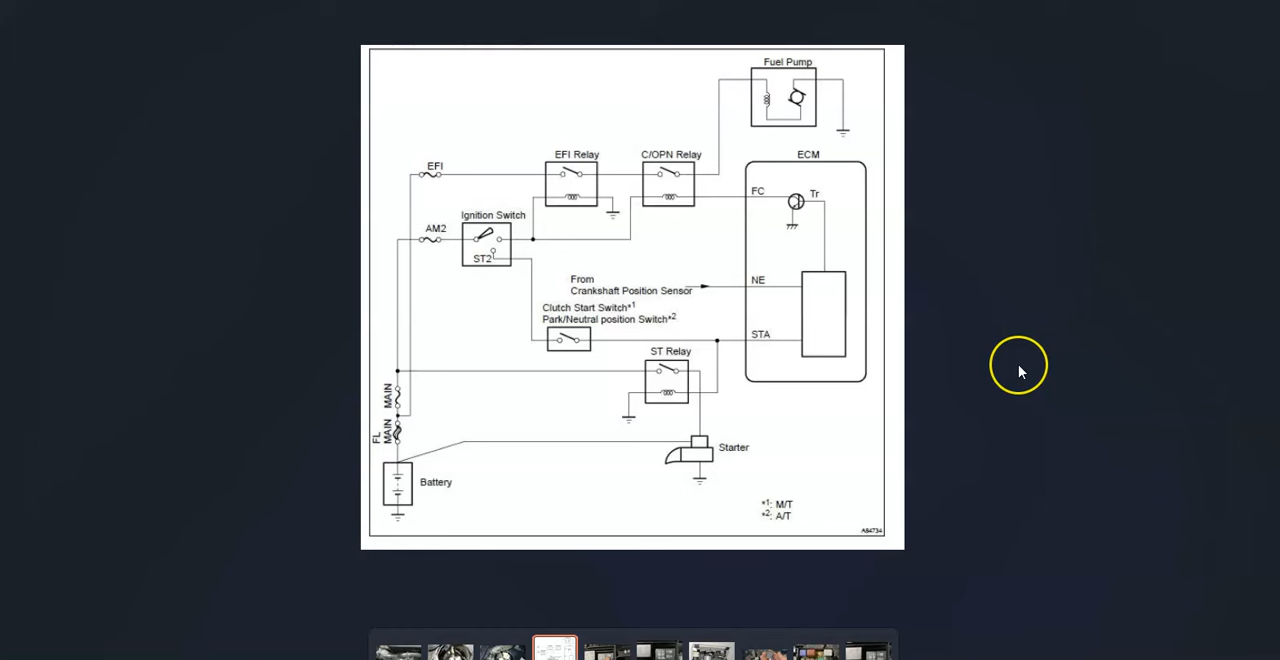 Fuel Pump
EFI
EFI Relay
C/OPN Relay
ECM
FC
Tr
AM2
Ignition Switch
ST2
From
Crankshaft Position Sensor
NE
Clutch Start Switch*1
Park/Neutral position Switch*2
STA
ST Relay
MAIN
FL
MAIN
Starter
Battery
*1: M/T
*2: A/T
A84734